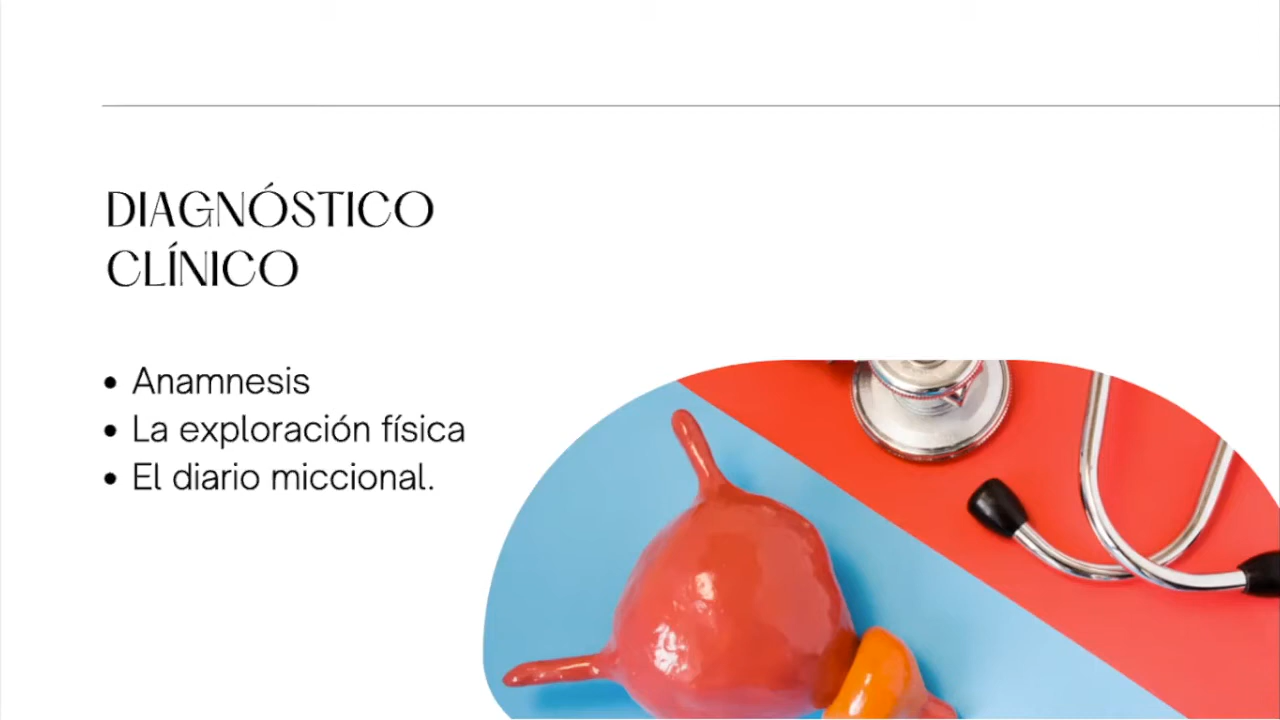 DIAGNÓSTICO
CLÍNICO
• Anamnesis
• La exploración física
• El diario miccional.